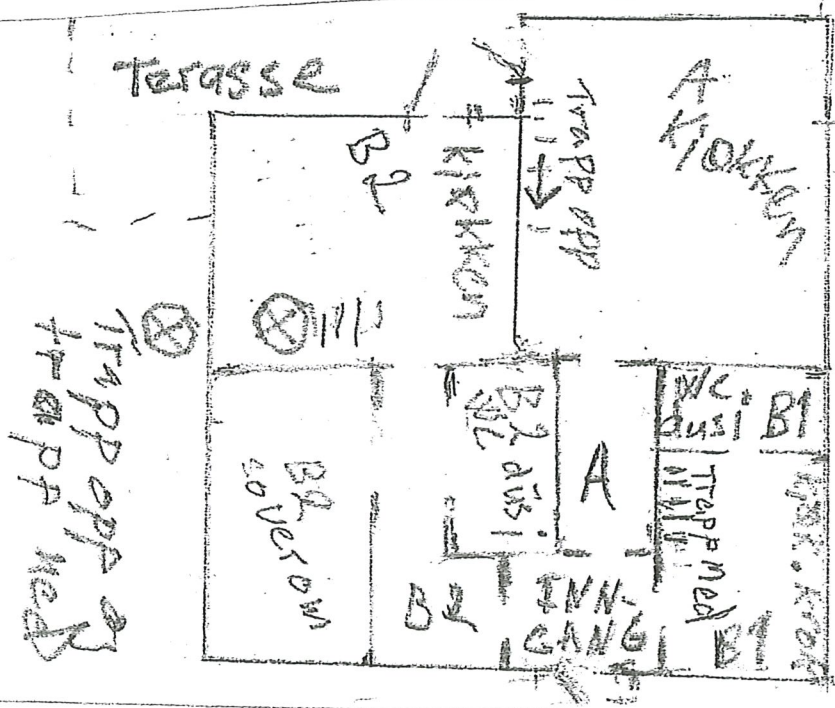 Terasse
A
Kjøkken
Trapp opp
B2
kjøkken
Trapp opp og
trapp ned
B2
soverom
B2 dusj
WC
A
WC
dusj B1
Trapp ned
B2
INN-
GANG
B1